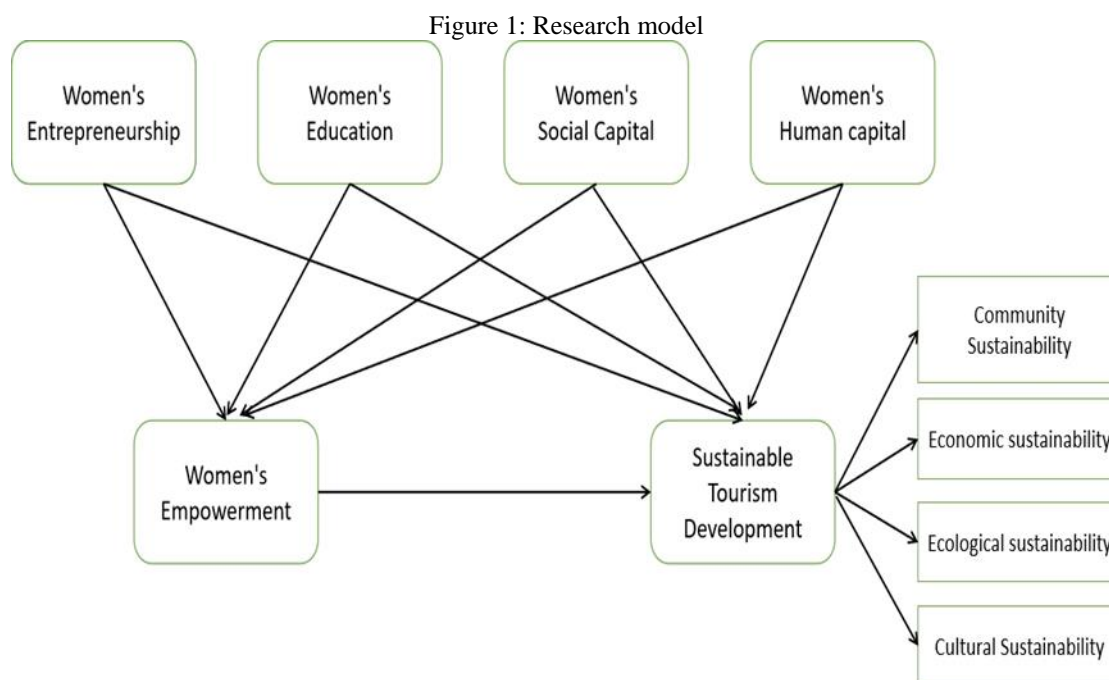 Figure 1: Research model
Women's
Entrepreneurship
Women's
Education
Women's
Social Capital
Women's
Human capital
Community
Sustainability
Economic sustainability
Women's
Empowerment
Sustainable
Tourism
Development
Ecological sustainability
Cultural Sustainability